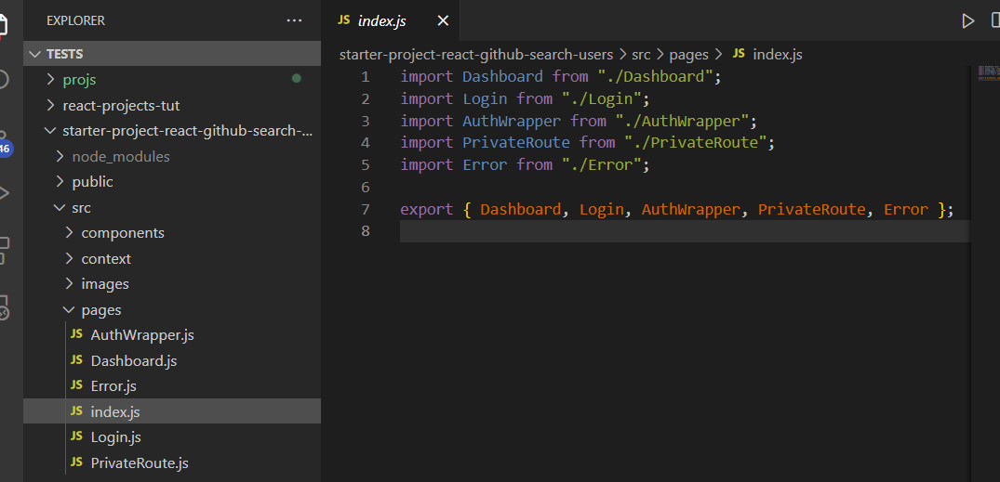 EXPLORER
TESTS
projs
react-projects-tut
starter-project-react-github-search-...
node_modules
public
src
components
context
images
pages
JS AuthWrapper.js
JS Dashboard.js
JS Error.js
JS index.js
JS Login.js
JS PrivateRoute.js
46
JS index.js
starter-project-react-github-search-users > src > pages > JS index.js
1 import Dashboard from "./Dashboard";
2 import Login from "./Login";
3 import AuthWrapper from "./AuthWrapper";
4 import PrivateRoute from "./PrivateRoute";
5 import Error from "./Error";
6
7 export { Dashboard, Login, AuthWrapper, PrivateRoute, Error };
8